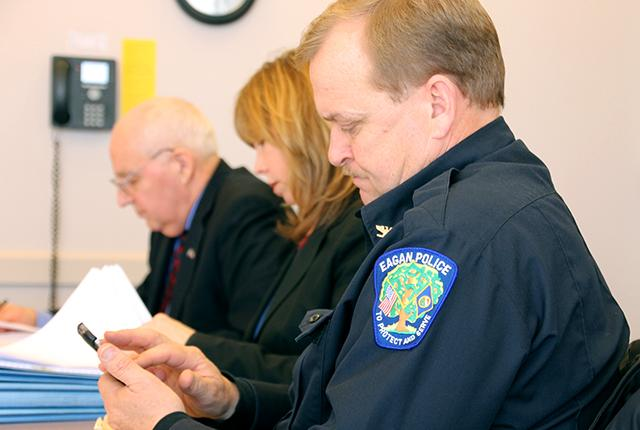 EAGAN POLICE
TO PROTECT AND SERVE